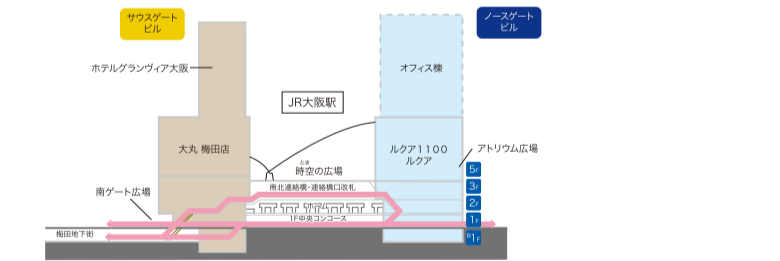 サウスゲート
ビル
ノースゲート
ビル
ホテルグランヴィア大阪
オフィス棟
JR大阪駅
大丸 梅田店
ルクア1100
ルクア
アトリウム広場
とき
時空の広場
5F
南北連絡橋・連絡橋口改札
3F
南ゲート広場
2F
ホーム
1F中央コンコース
1F
梅田地下街
B1F